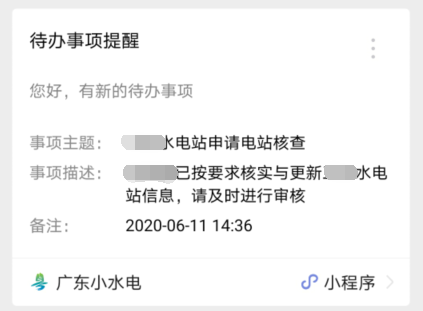 待办事项提醒
您好，有新的待办事项
事项主题： 水电站申请电站核查
事项描述： 已按要求核实与更新 水电
站信息，请及时进行审核
备注： 2020-06-11 14:36
广东小水电 小程序